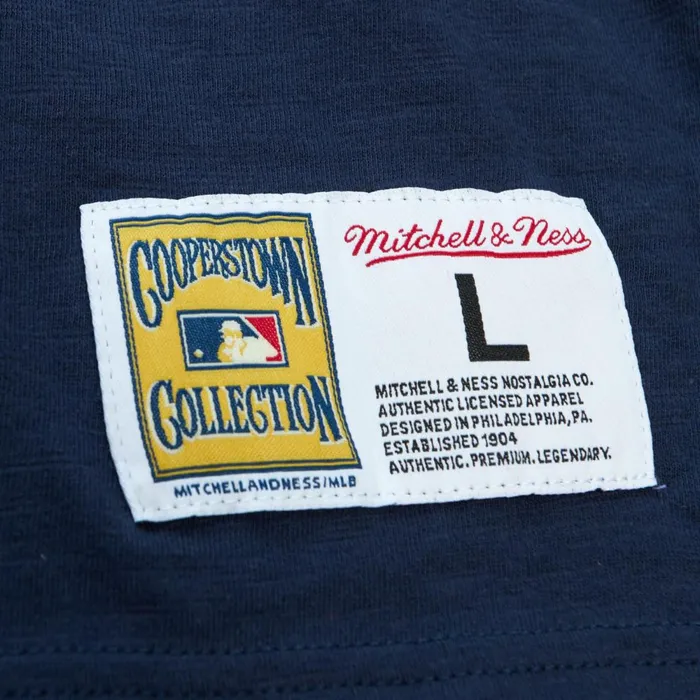 COOPERSTOWN
COLLECTION
MITCHELLANDNESS/MLB
Mitchell & Ness
L
MITCHELL & NESS NOSTALGIA CO.
AUTHENTIC LICENSED APPAREL
DESIGNED IN PHILADELPHIA, PA.
ESTABLISHED 1904
AUTHENTIC. PREMIUM. LEGENDARY.